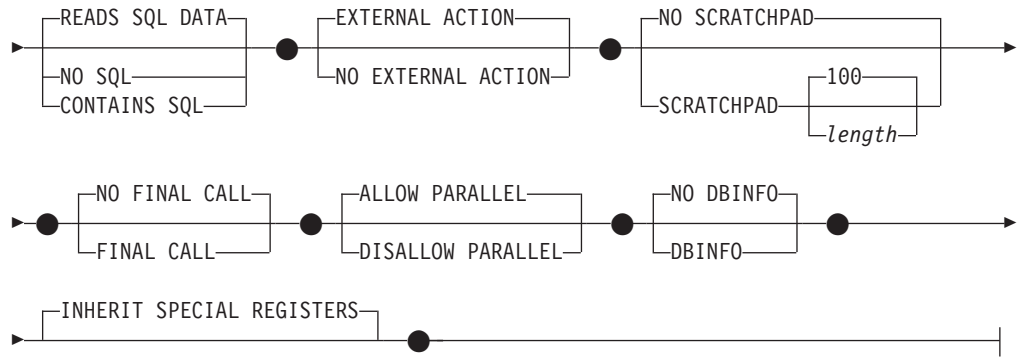 READS SQL DATA EXTERNAL ACTION NO SCRATCHPAD
NO SQL NO EXTERNAL ACTION 100
CONTAINS SQL SCRATCHPAD
length
NO FINAL CALL ALLOW PARALLEL NO DBINFO
FINAL CALL DISALLOW PARALLEL DBINFO
INHERIT SPECIAL REGISTERS